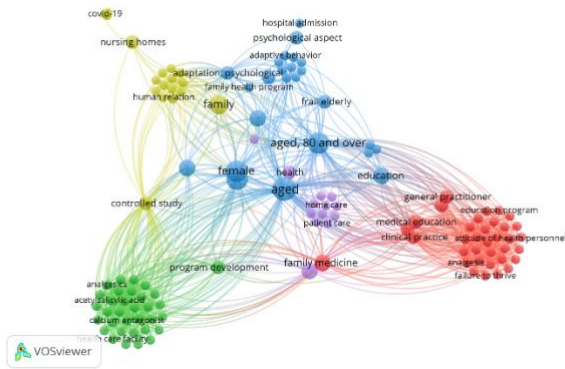 covid-19
hospital admission
psychological aspect
nursing homes
adaptive behavior
adaptation, psychological
family health program
human relation
family
frail elderly
aged, 80 and over
female
health
education
aged
controlled study
home care
general practitioner
education program
patient care
medical education
clinical practice
attitude of health personnel
program development
family medicine
analgesia
failure to thrive
analgesics
acetylsalicylic acid
calcium antagonist
health care facility
VOSviewer